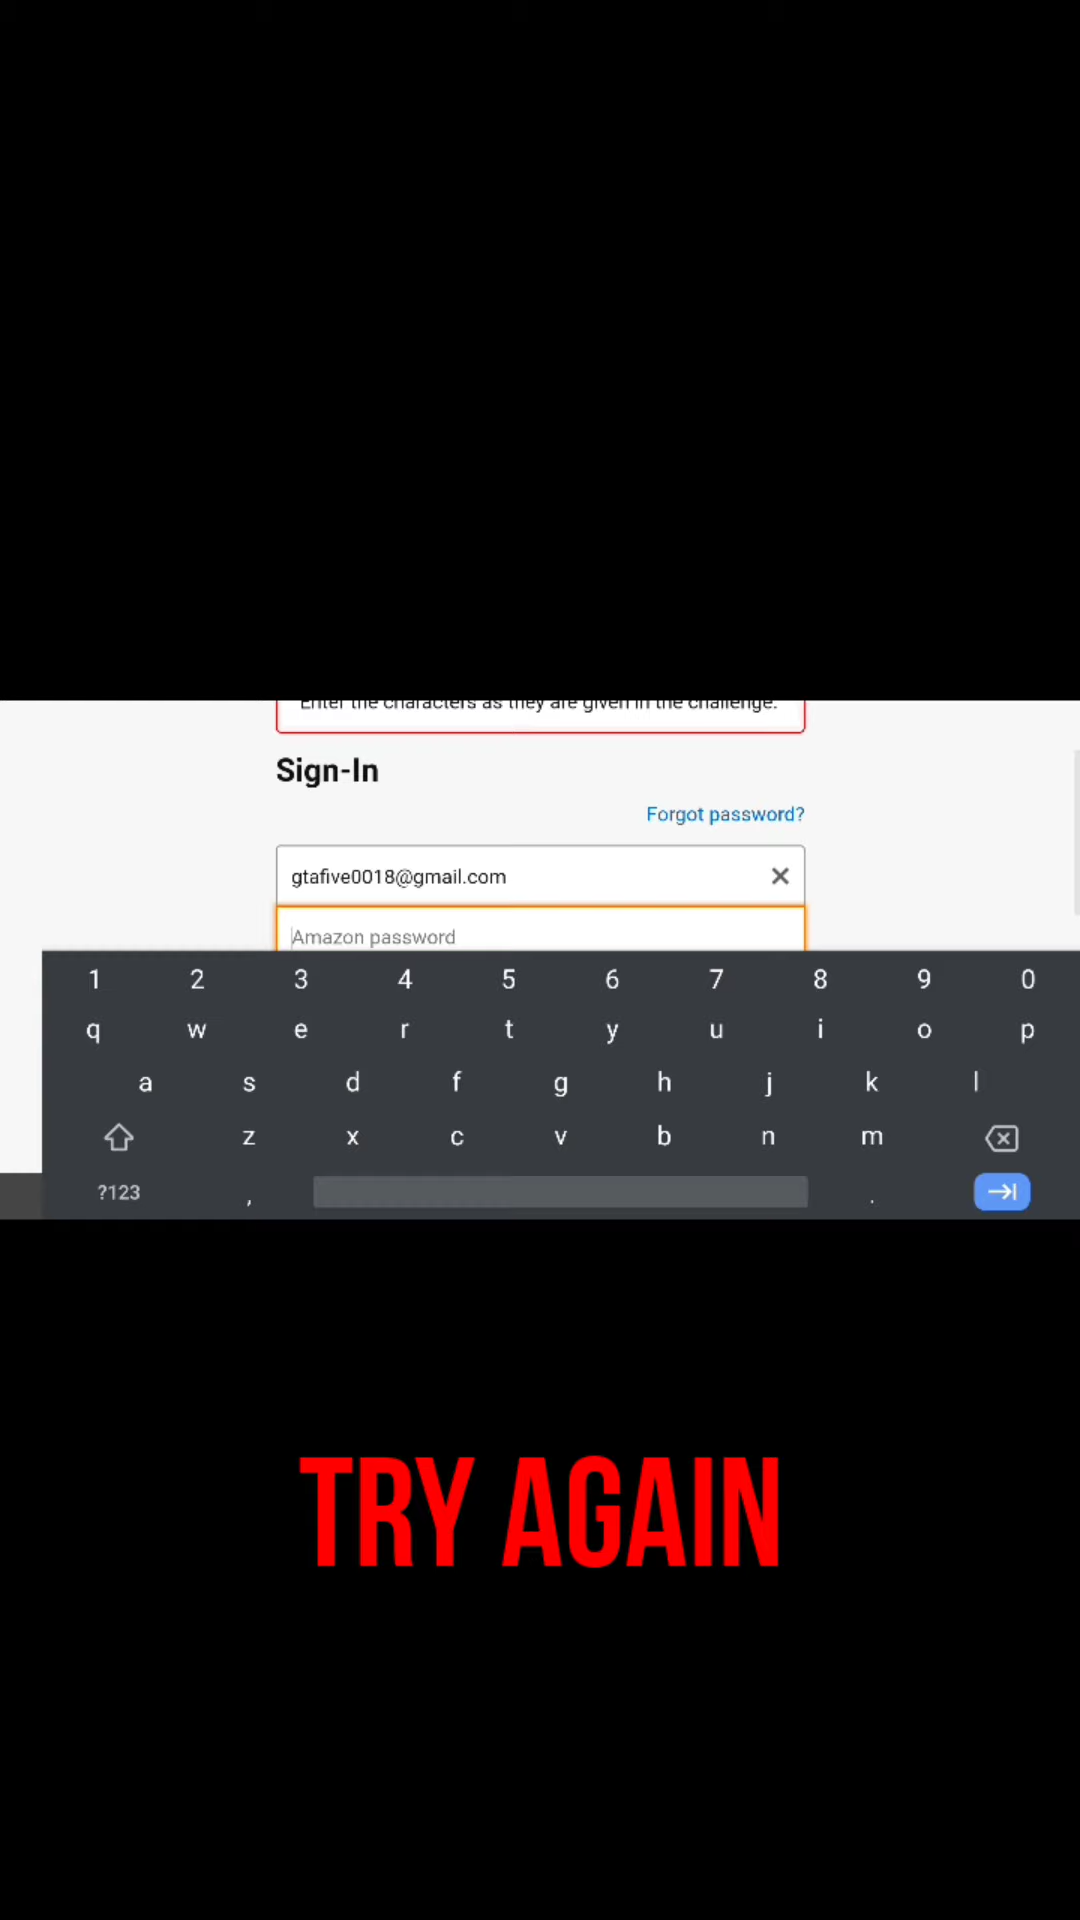 Enter the characters as they are given in the challenge.
Sign-In
Forgot password?
gtafive0018@gmail.com
Amazon password
1 2 3 4 5 6 7 8 9 0
q w e r t y u i o p
a s d f g h j k l
z x c v b n m
?123 , .
TRY AGAIN